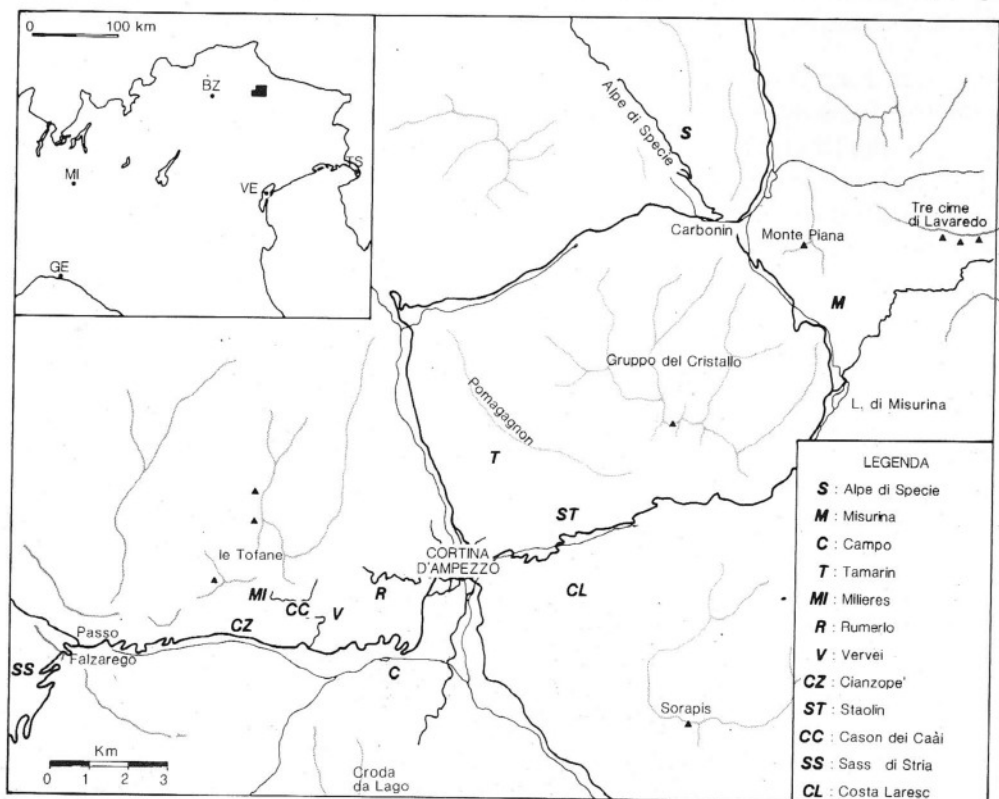 0 100 km
BZ
MI
TS
VE
GE
Alpe di Specie
S
Carbonin
Monte Piana
Tre cime
di Lavaredo
M
Gruppo del Cristallo
Pomagagnon
L. di Misurina
T
ST
le Tofane
CORTINA
D'AMPEZZO
MI
CC
R
CL
V
CZ
Passo
Falzarego
SS
C
Sorapis
Km
0 1 2 3
Croda
da Lago
LEGENDA
S : Alpe di Specie
M : Misurina
C : Campo
T : Tamarin
MI : Milieres
R : Rumerlo
V : Vervei
CZ : Cianzope'
ST : Staolin
CC : Cason dei Caài
SS : Sass di Stria
CL : Costa Laresc